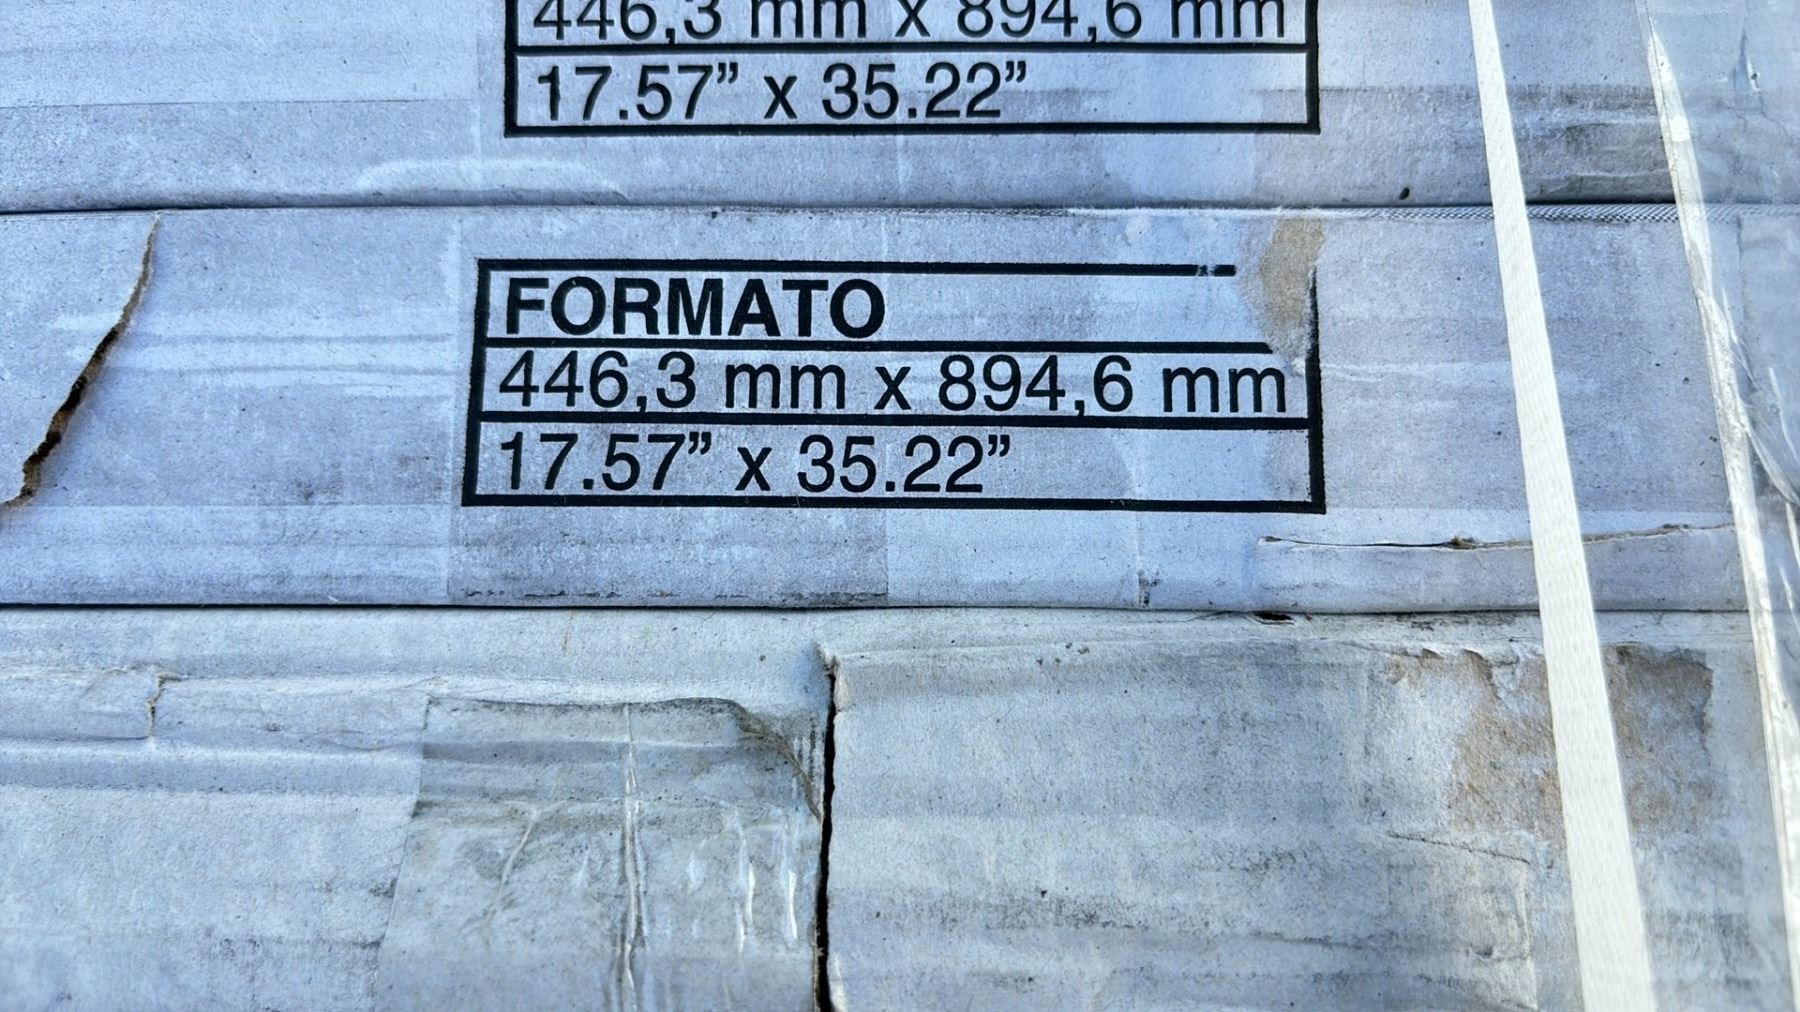 446,3 mm x 894,6 mm
17.57” x 35.22”
FORMATO
446,3 mm x 894,6 mm
17.57” x 35.22”